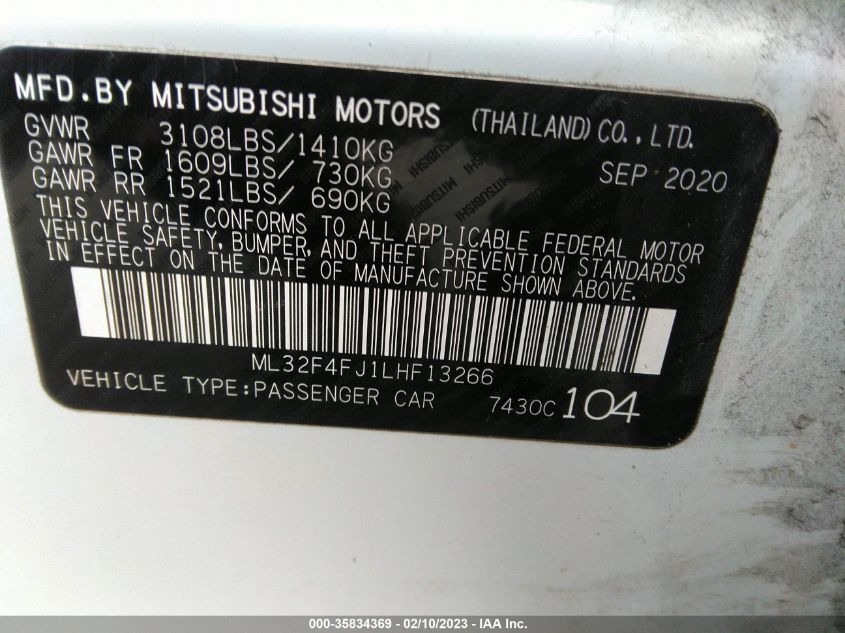 MFD.BY MITSUBISHI MOTORS (THAILAND) CO., LTD.
GVWR 3108LBS/1410KG
GAWR FR 1609LBS/ 730KG SEP 2020
GAWR RR 1521LBS/ 690KG
THIS VEHICLE CONFORMS TO ALL APPLICABLE FEDERAL MOTOR
VEHICLE SAFETY, BUMPER, AND THEFT PREVENTION STANDARDS
IN EFFECT ON THE DATE OF MANUFACTURE SHOWN ABOVE.
ML32F4FJ1LHF13266
VEHICLE TYPE:PASSENGER CAR 7430C 104
000-35834369 - 02/10/2023 - IAA Inc.